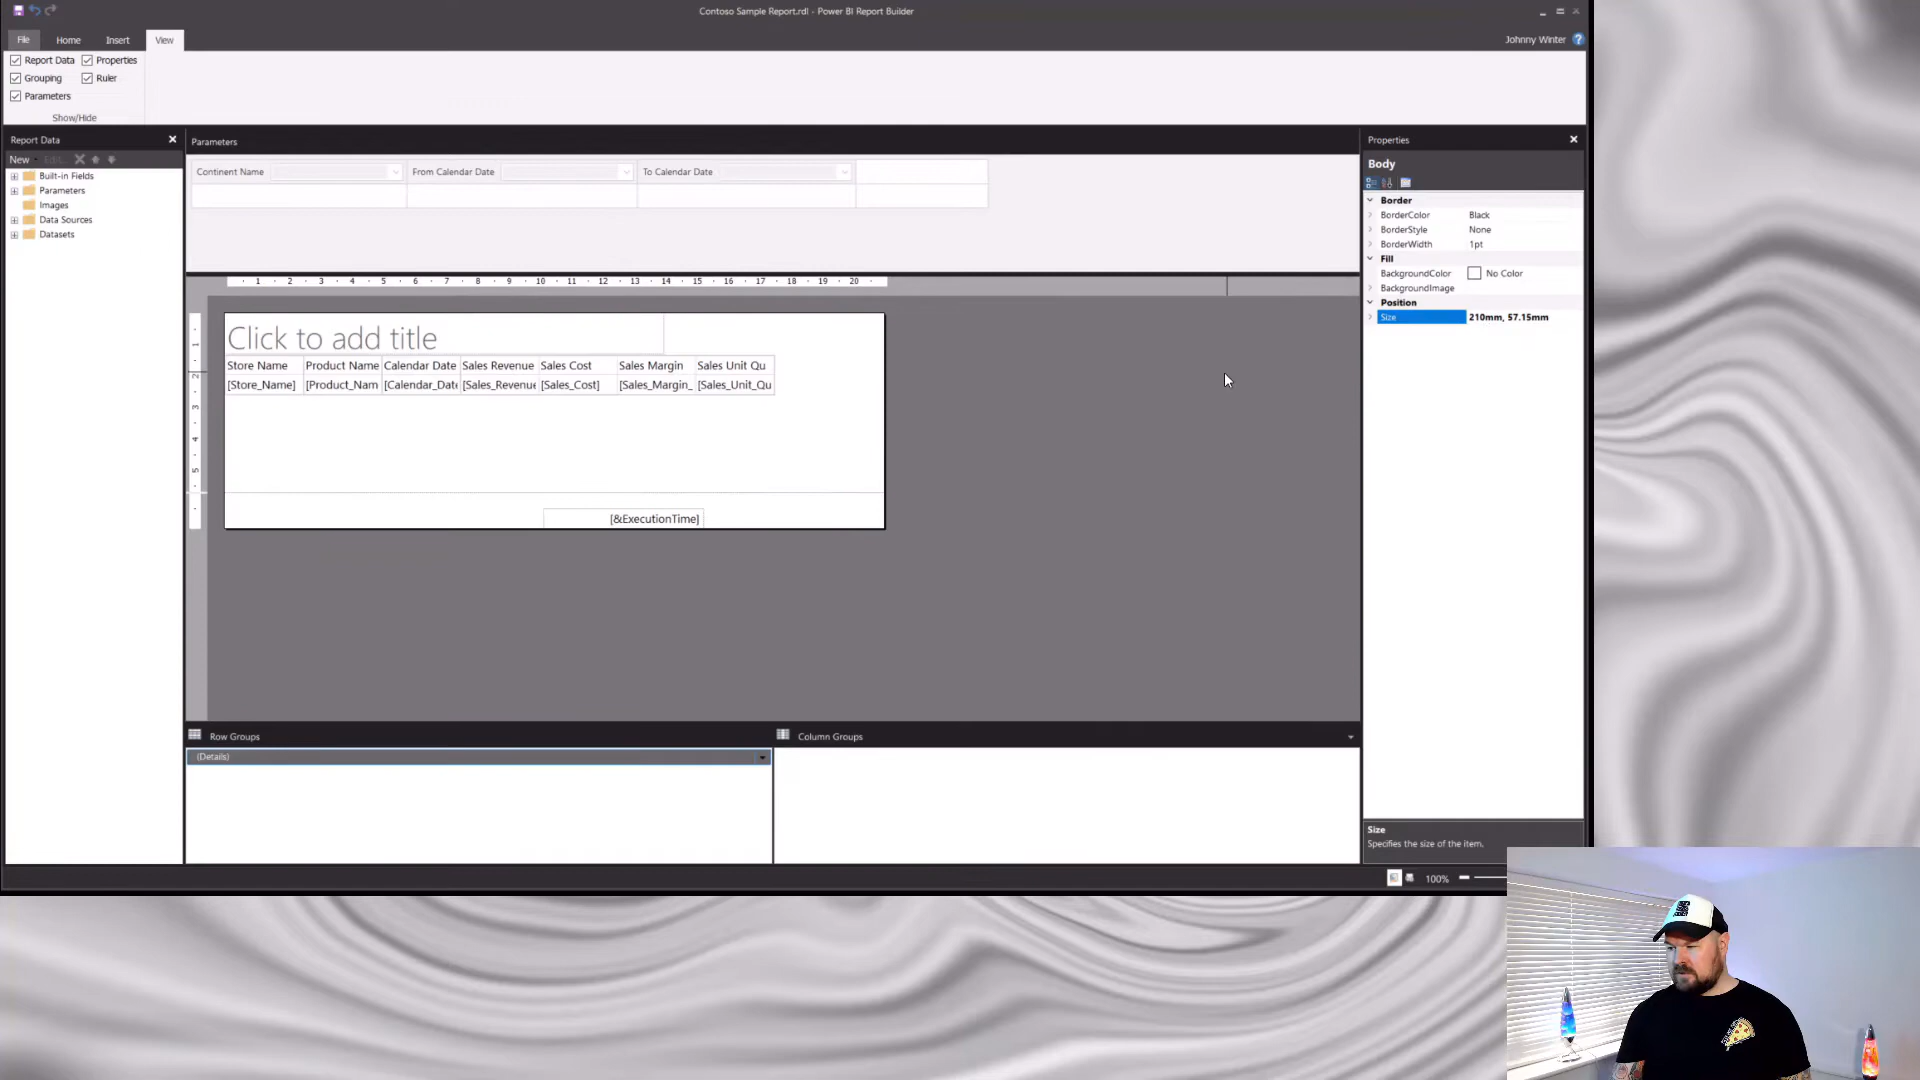 Contoso Sample Report.rdl - Power BI Report Builder
File Home Insert View
Johnny Winter
Report Data Properties
Grouping Ruler
Parameters
Show/Hide
Report Data
New Edit...
Built-in Fields
Parameters
Images
Data Sources
Datasets
Parameters
Continent Name From Calendar Date To Calendar Date
1 2 3 4 5 6 7 8 9 10 11 12 13 14 15 16 17 18 19 20
1
2
3
4
5
Click to add title
Store Name Product Name Calendar Date Sales Revenue Sales Cost Sales Margin Sales Unit Qu
[Store_Name] [Product_Nam [Calendar_Date [Sales_Revenue [Sales_Cost] [Sales_Margin_ [Sales_Unit_Qu
[&ExecutionTime]
Row Groups
(Details)
Column Groups
Properties
Body
Border
BorderColor Black
BorderStyle None
BorderWidth 1pt
Fill
BackgroundColor No Color
BackgroundImage
Position
Size 210mm, 57.15mm
Size
Specifies the size of the item.
100%